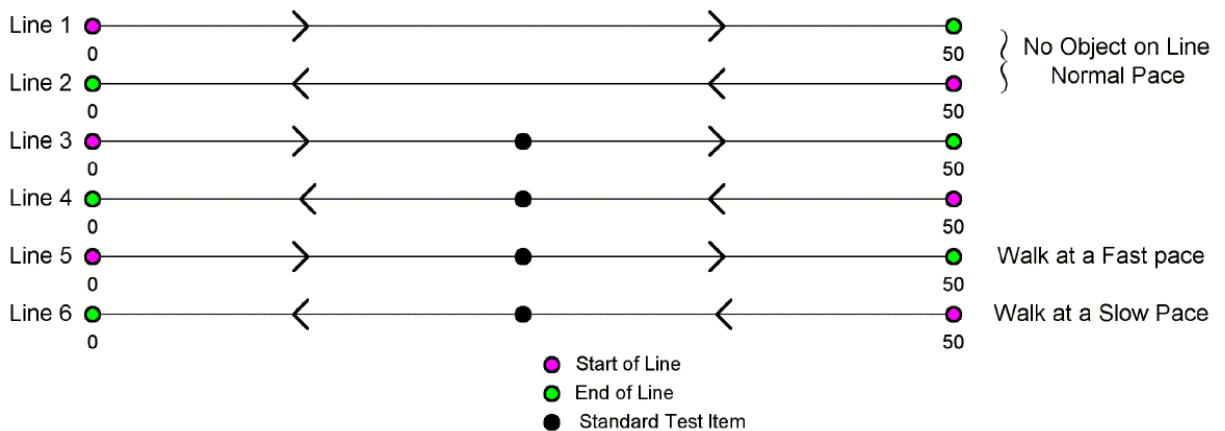 Line 1
0 50
No Object on Line
Line 2
Normal Pace
0 50
Line 3
0 50
Line 4
0 50
Line 5 Walk at a Fast pace
0 50
Line 6 Walk at a Slow Pace
0 50
Start of Line
End of Line
Standard Test Item